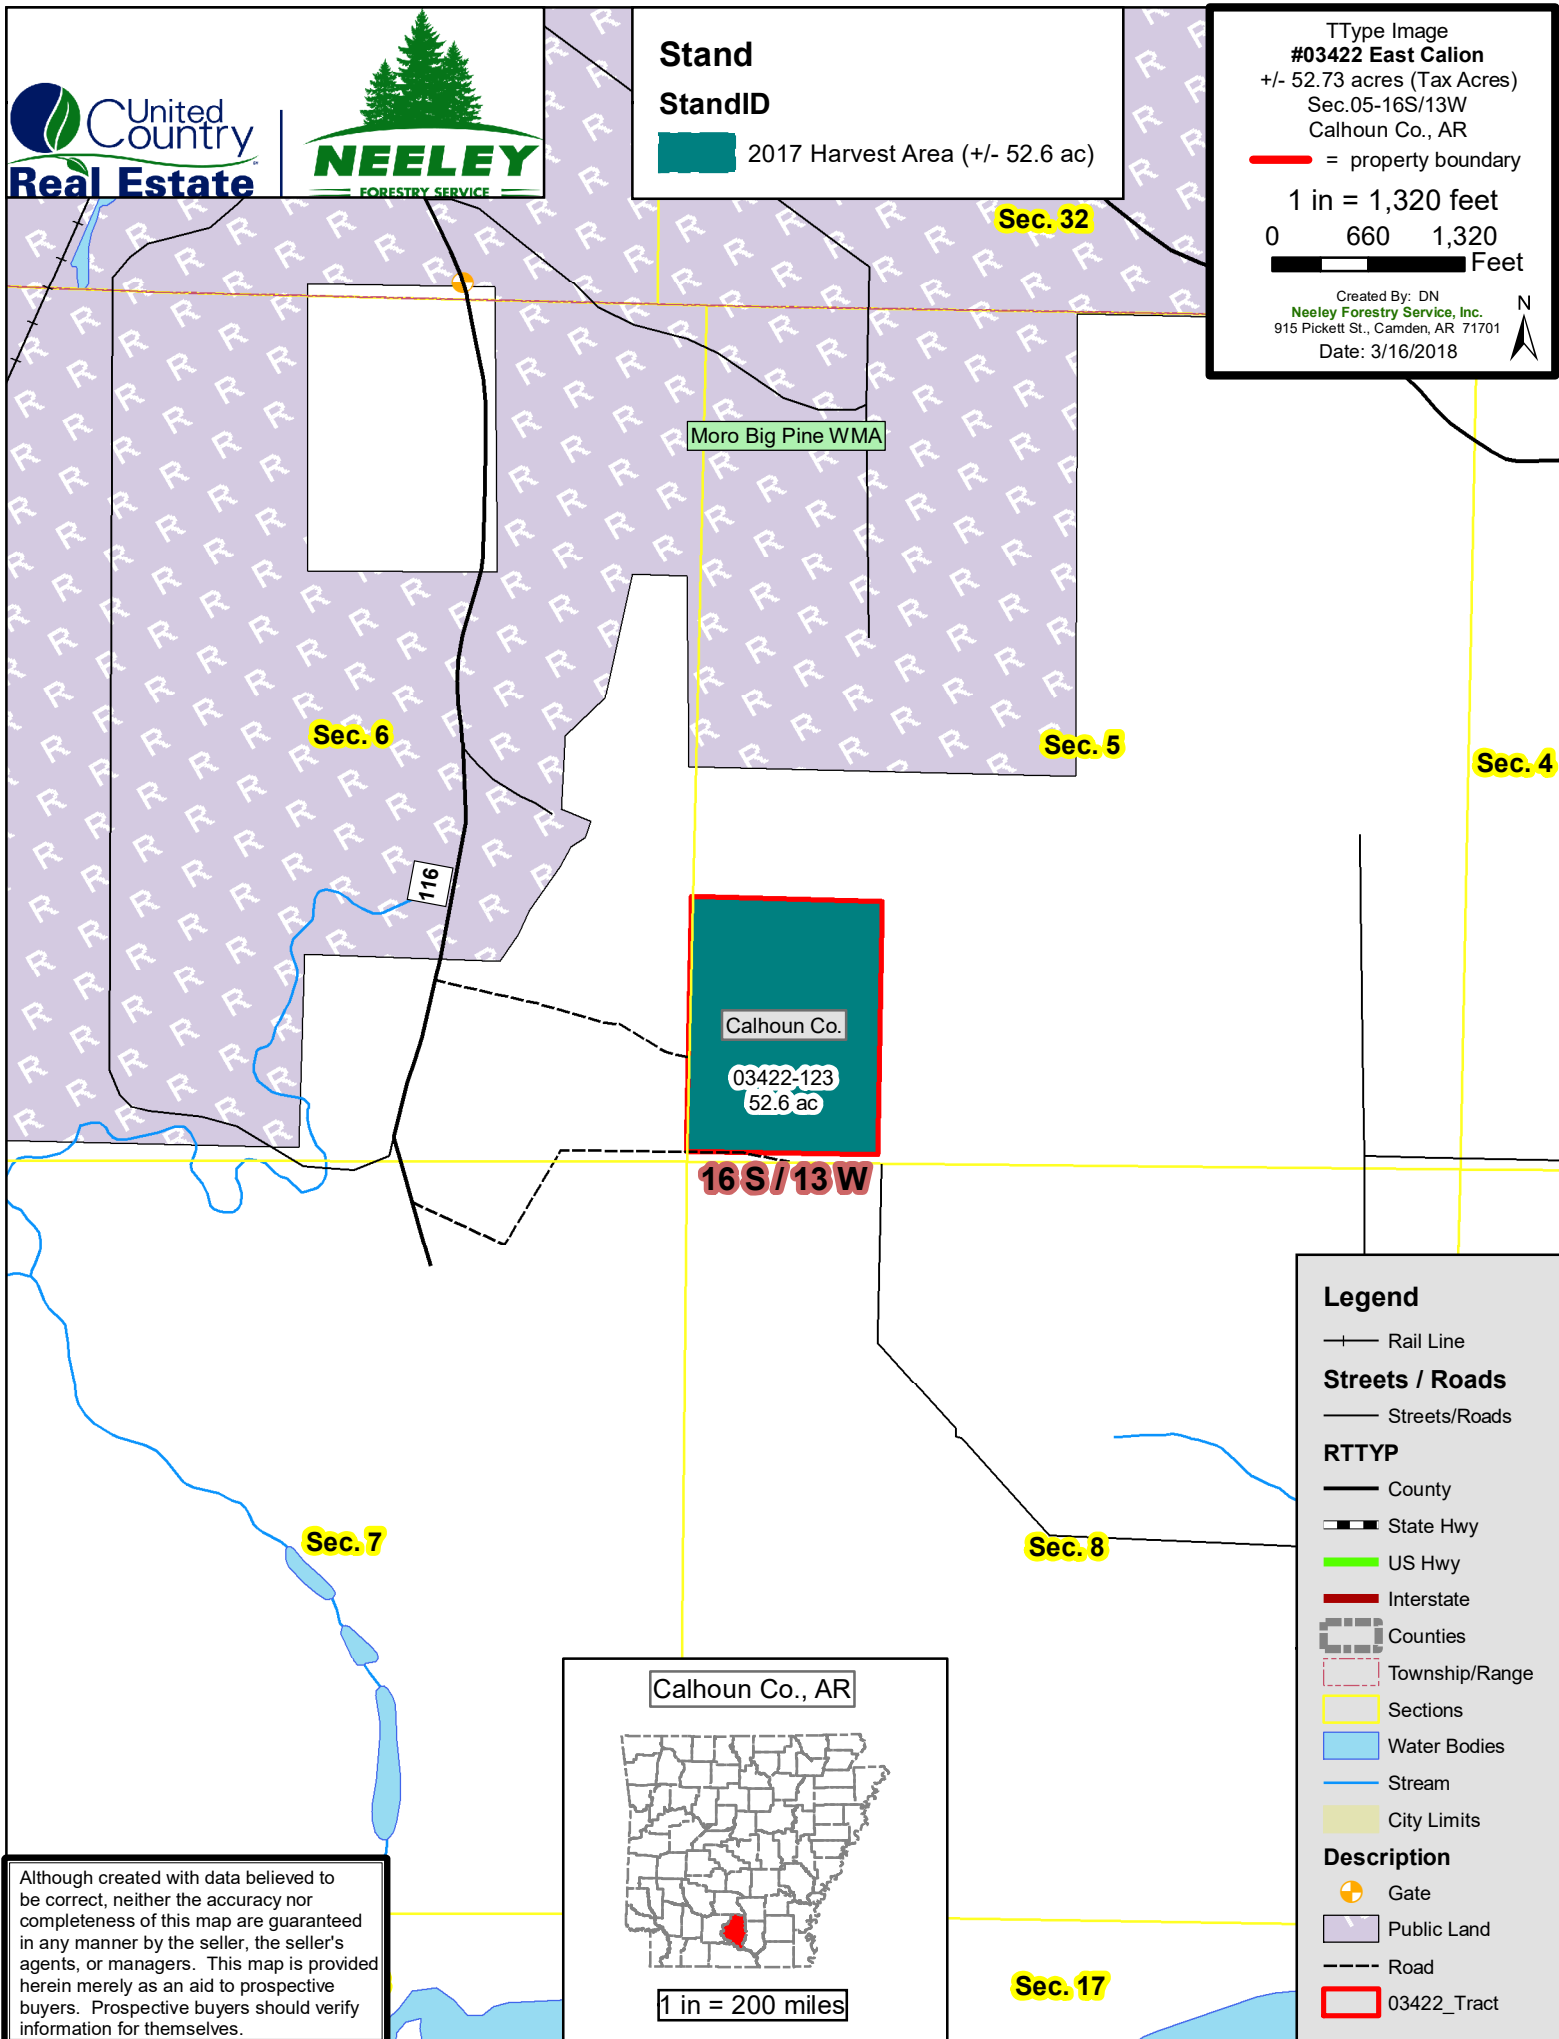 United
Country
Real Estate
NEELEY
FORESTRY SERVICE
Stand
StandID
2017 Harvest Area (+/- 52.6 ac)
TType Image
#03422 East Calion
+/- 52.73 acres (Tax Acres)
Sec.05-16S/13W
Calhoun Co., AR
= property boundary
1 in = 1,320 feet
0 660 1,320
Feet
Created By: DN
Neeley Forestry Service, Inc.
915 Pickett St., Camden, AR 71701
Date: 3/16/2018
N
Sec. 32
Moro Big Pine WMA
Sec. 6
Sec. 5
Sec. 4
116
Calhoun Co.
03422-123
52.6 ac
16 S / 13 W
Sec. 7
Sec. 8
Sec. 17
Legend
Rail Line
Streets / Roads
Streets/Roads
RTTYP
County
State Hwy
US Hwy
Interstate
Counties
Township/Range
Sections
Water Bodies
Stream
City Limits
Description
Gate
Public Land
Road
03422_Tract
Calhoun Co., AR
1 in = 200 miles
Although created with data believed to
be correct, neither the accuracy nor
completeness of this map are guaranteed
in any manner by the seller, the seller's
agents, or managers. This map is provided
herein merely as an aid to prospective
buyers. Prospective buyers should verify
information for themselves.